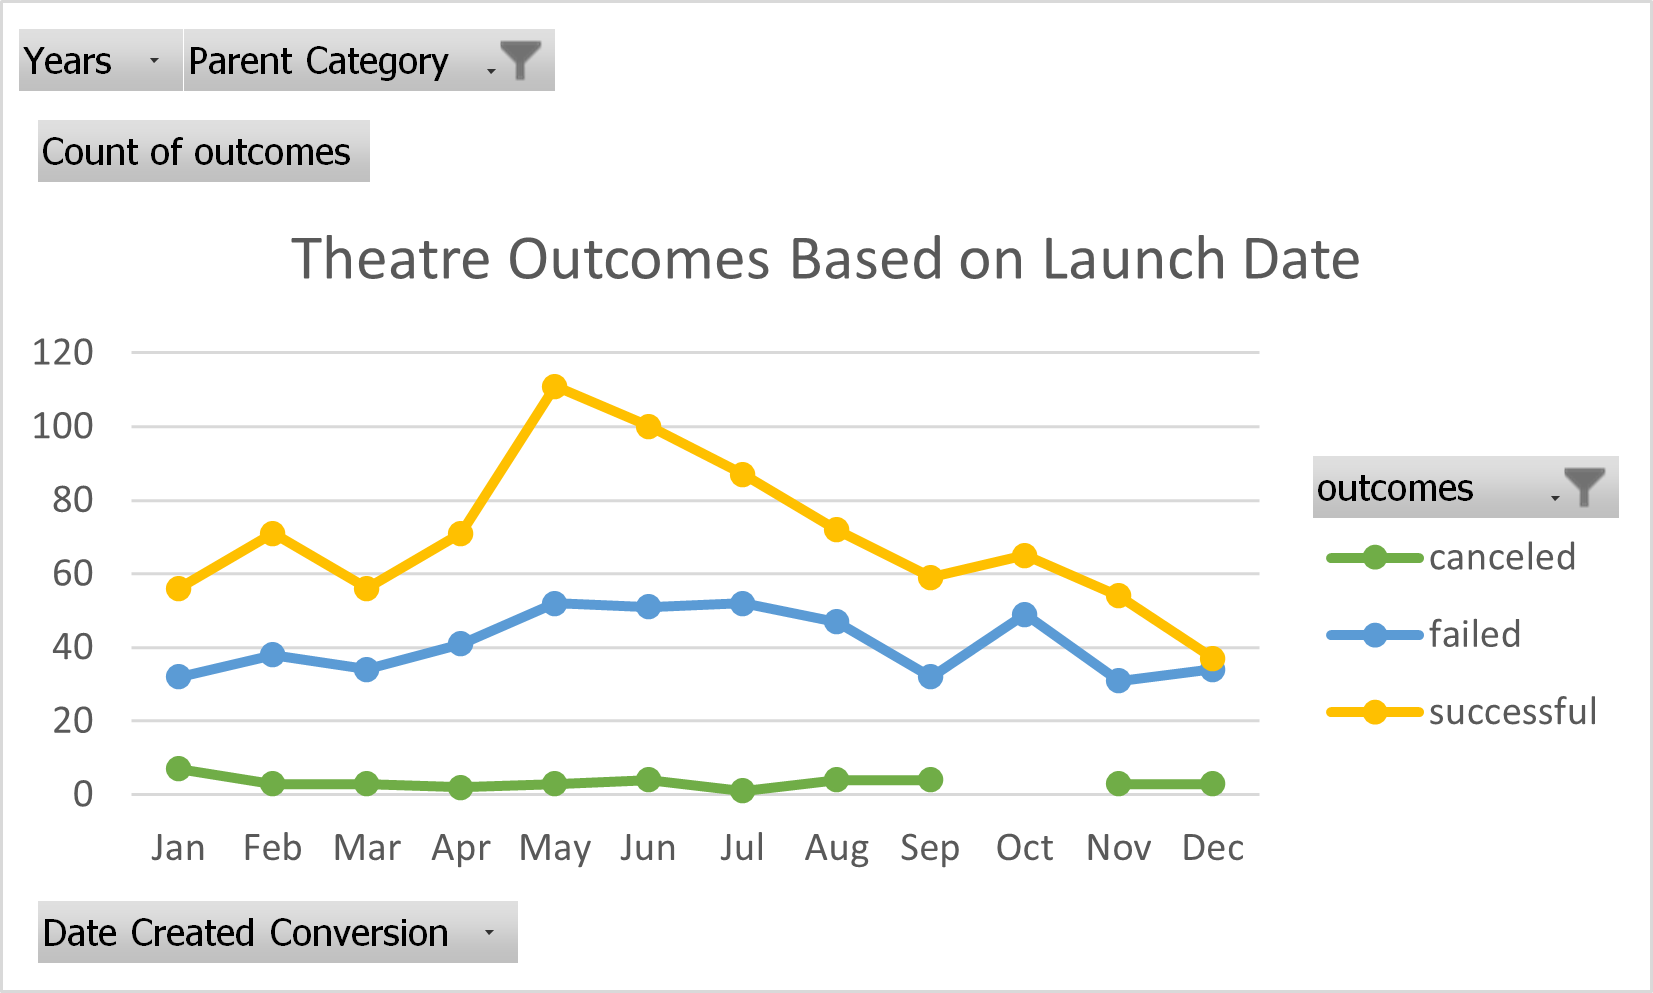 Years Parent Category
Count of outcomes
Theatre Outcomes Based on Launch Date
120
100
80
60
40
20
0
Jan Feb Mar Apr May Jun Jul Aug Sep Oct Nov Dec
outcomes
canceled
failed
successful
Date Created Conversion